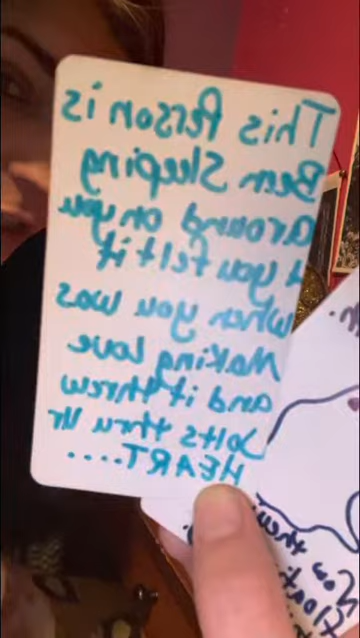 This Person is
Been Sleeping
around on you
& you felt it
When you was
Making love
and it threw
Jolts thru Ur
HEART....
threw